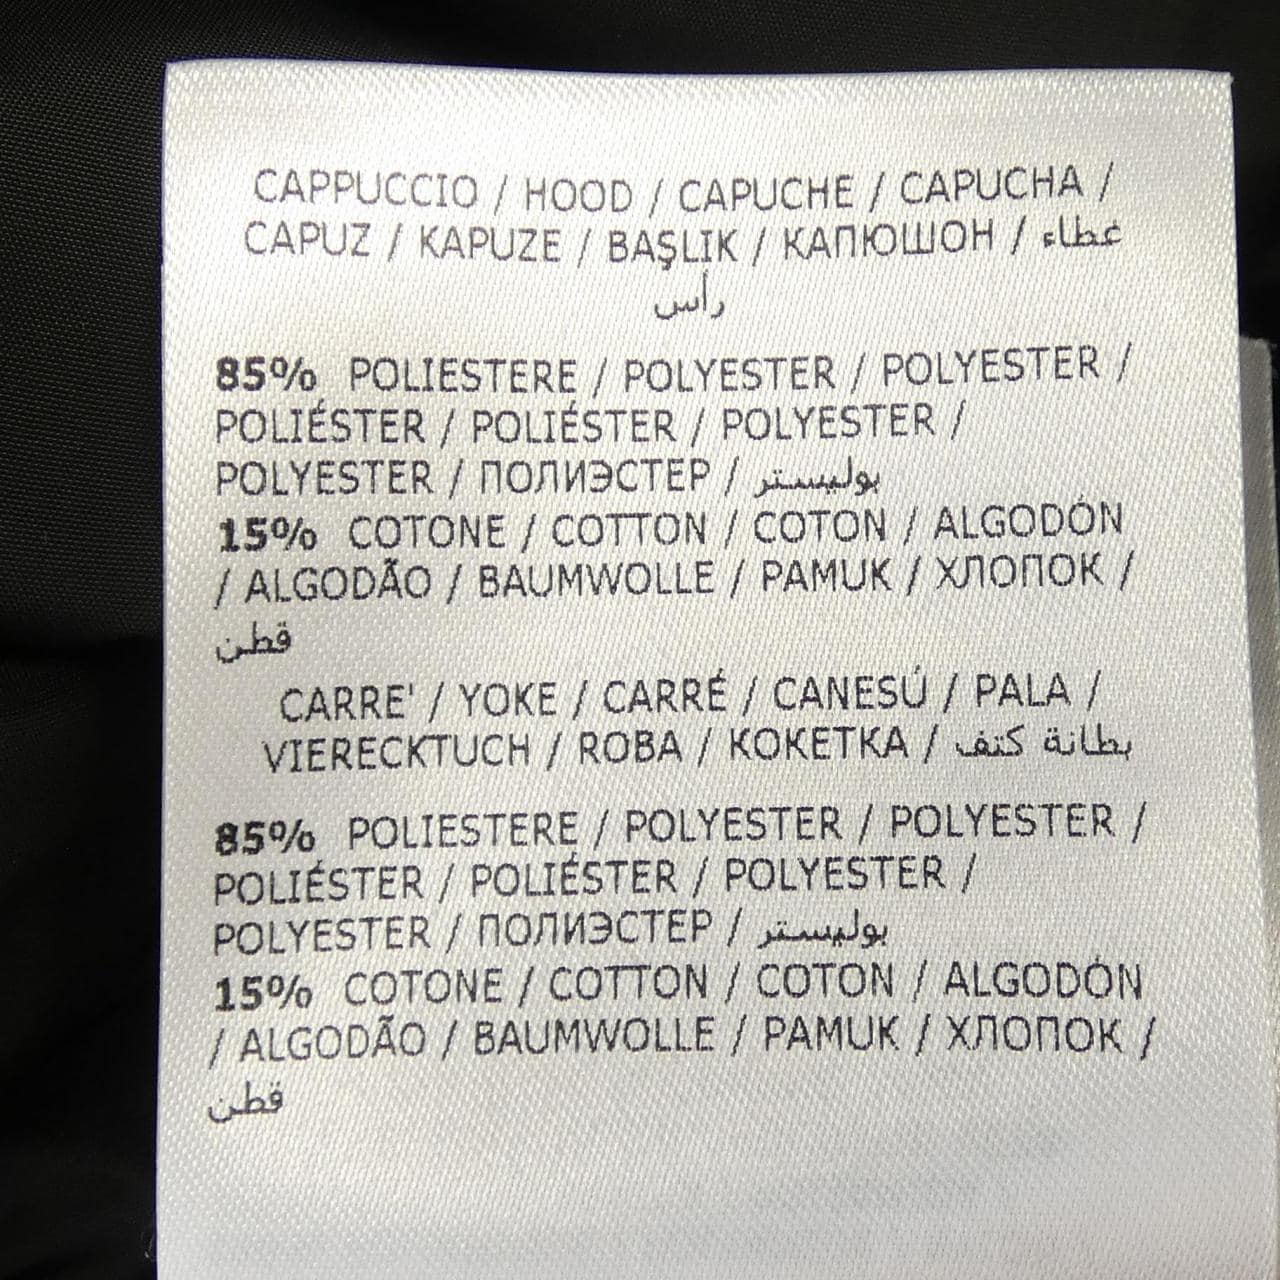 CAPPUCCIO / HOOD / CAPUCHE / CAPUCHA /
CAPUZ / KAPUZE / BAŞLIK / КАПЮШОН / غطاء
رأس
85% POLIESTERE / POLYESTER / POLYESTER /
POLIÉSTER / POLIÉSTER / POLYESTER /
POLYESTER / ПОЛИЭСТЕР / بوليستر
15% COTONE / COTTON / COTON / ALGODÓN
/ ALGODÃO / BAUMWOLLE / PAMUK / ХЛОПОК /
قطن
CARRE' / YOKE / CARRÉ / CANESÚ / PALA /
VIERECKTUCH / ROBA / КОКЕТКА / بطانة كتف
85% POLIESTERE / POLYESTER / POLYESTER /
POLIÉSTER / POLIÉSTER / POLYESTER /
POLYESTER / ПОЛИЭСТЕР / بوليستر
15% COTONE / COTTON / COTON / ALGODÓN
/ ALGODÃO / BAUMWOLLE / PAMUK / ХЛОПОК /
قطن